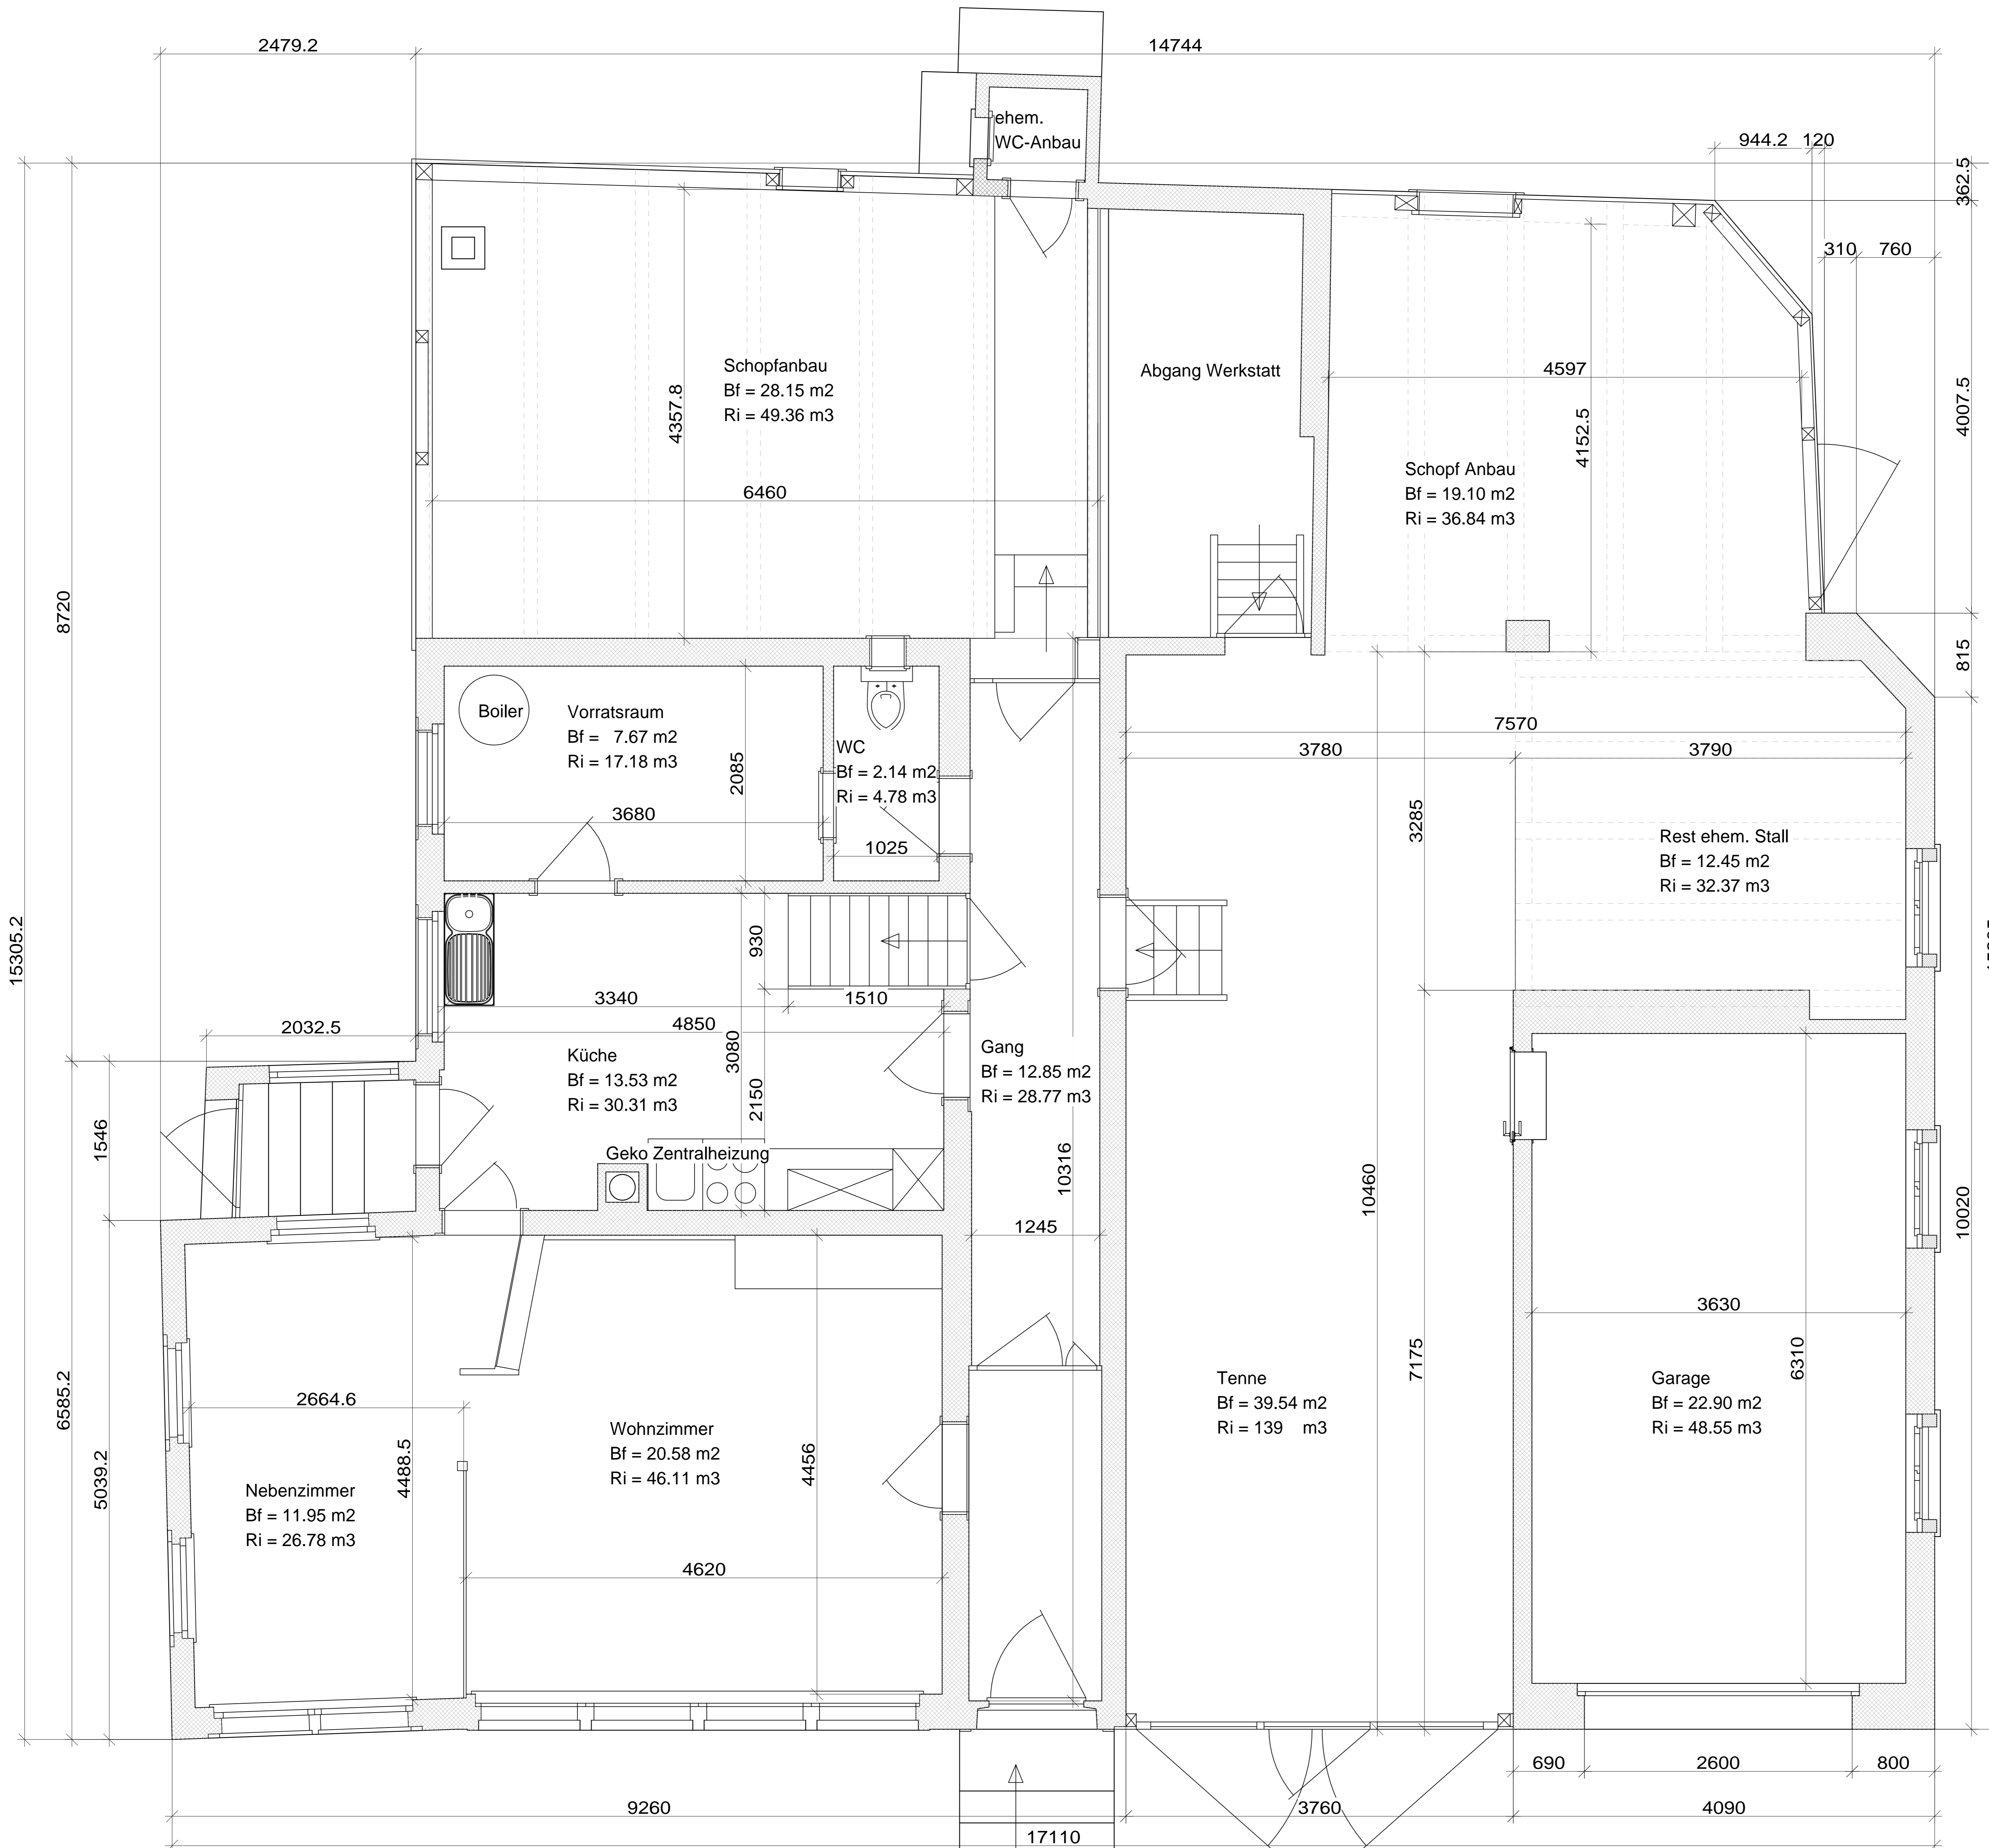 2479.2
14744
ehem.
WC-Anbau
944.2
120
362.5
310
760
4007.5
Schopfanbau
Bf = 28.15 m2
Ri = 49.36 m3
4357.8
6460
Abgang Werkstatt
4597
4152.5
Schopf Anbau
Bf = 19.10 m2
Ri = 36.84 m3
8720
815
Boiler
Vorratsraum
Bf = 7.67 m2
Ri = 17.18 m3
2085
3680
WC
Bf = 2.14 m2
Ri = 4.78 m3
1025
7570
3780
3790
3285
Rest ehem. Stall
Bf = 12.45 m2
Ri = 32.37 m3
15305.2
930
3340
1510
4850
2032.5
3080
2150
Küche
Bf = 13.53 m2
Ri = 30.31 m3
Gang
Bf = 12.85 m2
Ri = 28.77 m3
1546
Geko Zentralheizung
10316
10460
10020
1245
3630
6310
7175
2664.6
4488.5
4456
6585.2
5039.2
Wohnzimmer
Bf = 20.58 m2
Ri = 46.11 m3
Tenne
Bf = 39.54 m2
Ri = 139 m3
Garage
Bf = 22.90 m2
Ri = 48.55 m3
Nebenzimmer
Bf = 11.95 m2
Ri = 26.78 m3
4620
690
2600
800
9260
3760
4090
17110